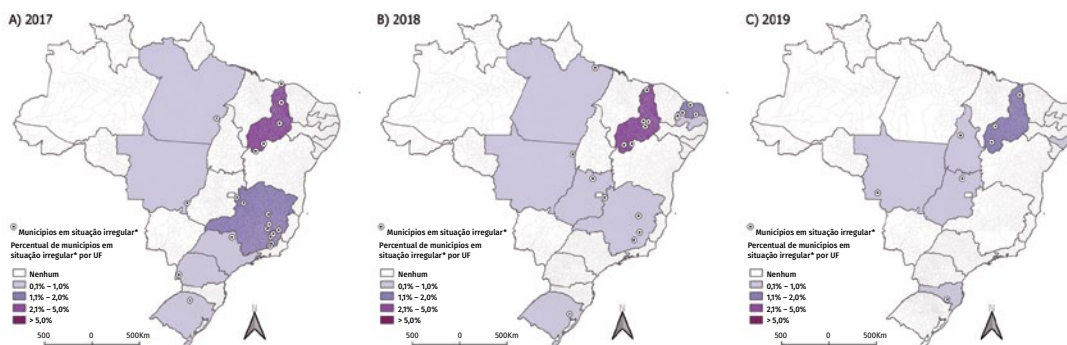 A) 2017
Municípios em situação irregular*
Percentual de municípios em
situação irregular* por UF
Nenhum
0,1% – 1,0%
1,1% – 2,0%
2,1% – 5,0%
> 5,0%
N
500 0 500Km
B) 2018
Municípios em situação irregular*
Percentual de municípios em
situação irregular* por UF
Nenhum
0,1% – 1,0%
1,1% – 2,0%
2,1% – 5,0%
> 5,0%
N
500 0 500Km
C) 2019
Municípios em situação irregular*
Percentual de municípios em
situação irregular* por UF
Nenhum
0,1% – 1,0%
1,1% – 2,0%
2,1% – 5,0%
> 5,0%
N
500 0 500Km